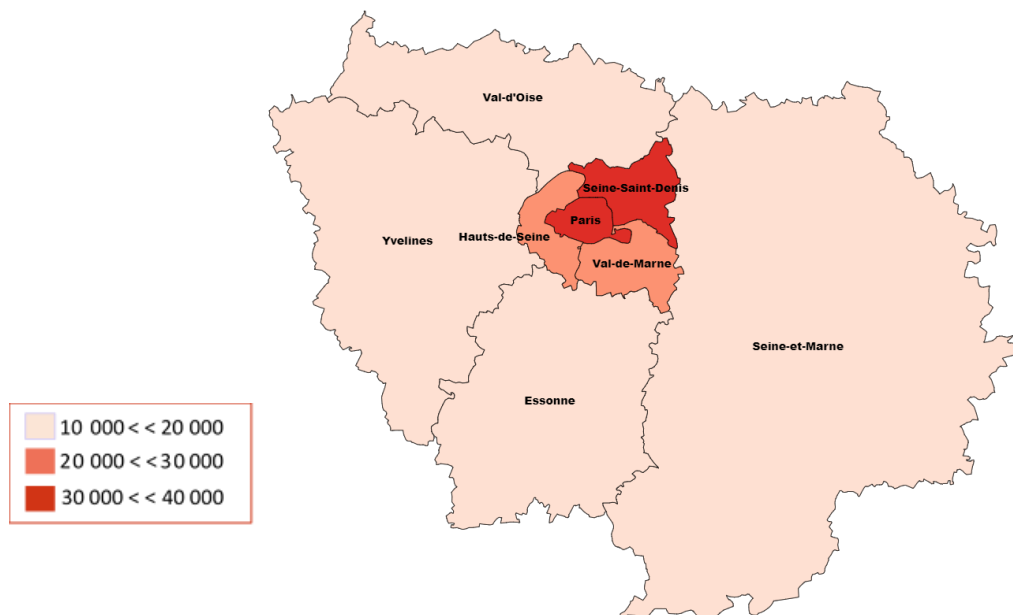 Val-d'Oise
Seine-Saint-Denis
Paris
Yvelines
Hauts-de-Seine
Val-de-Marne
Seine-et-Marne
Essonne
10 000 < < 20 000
20 000 < <30 000
30 000 < < 40 000